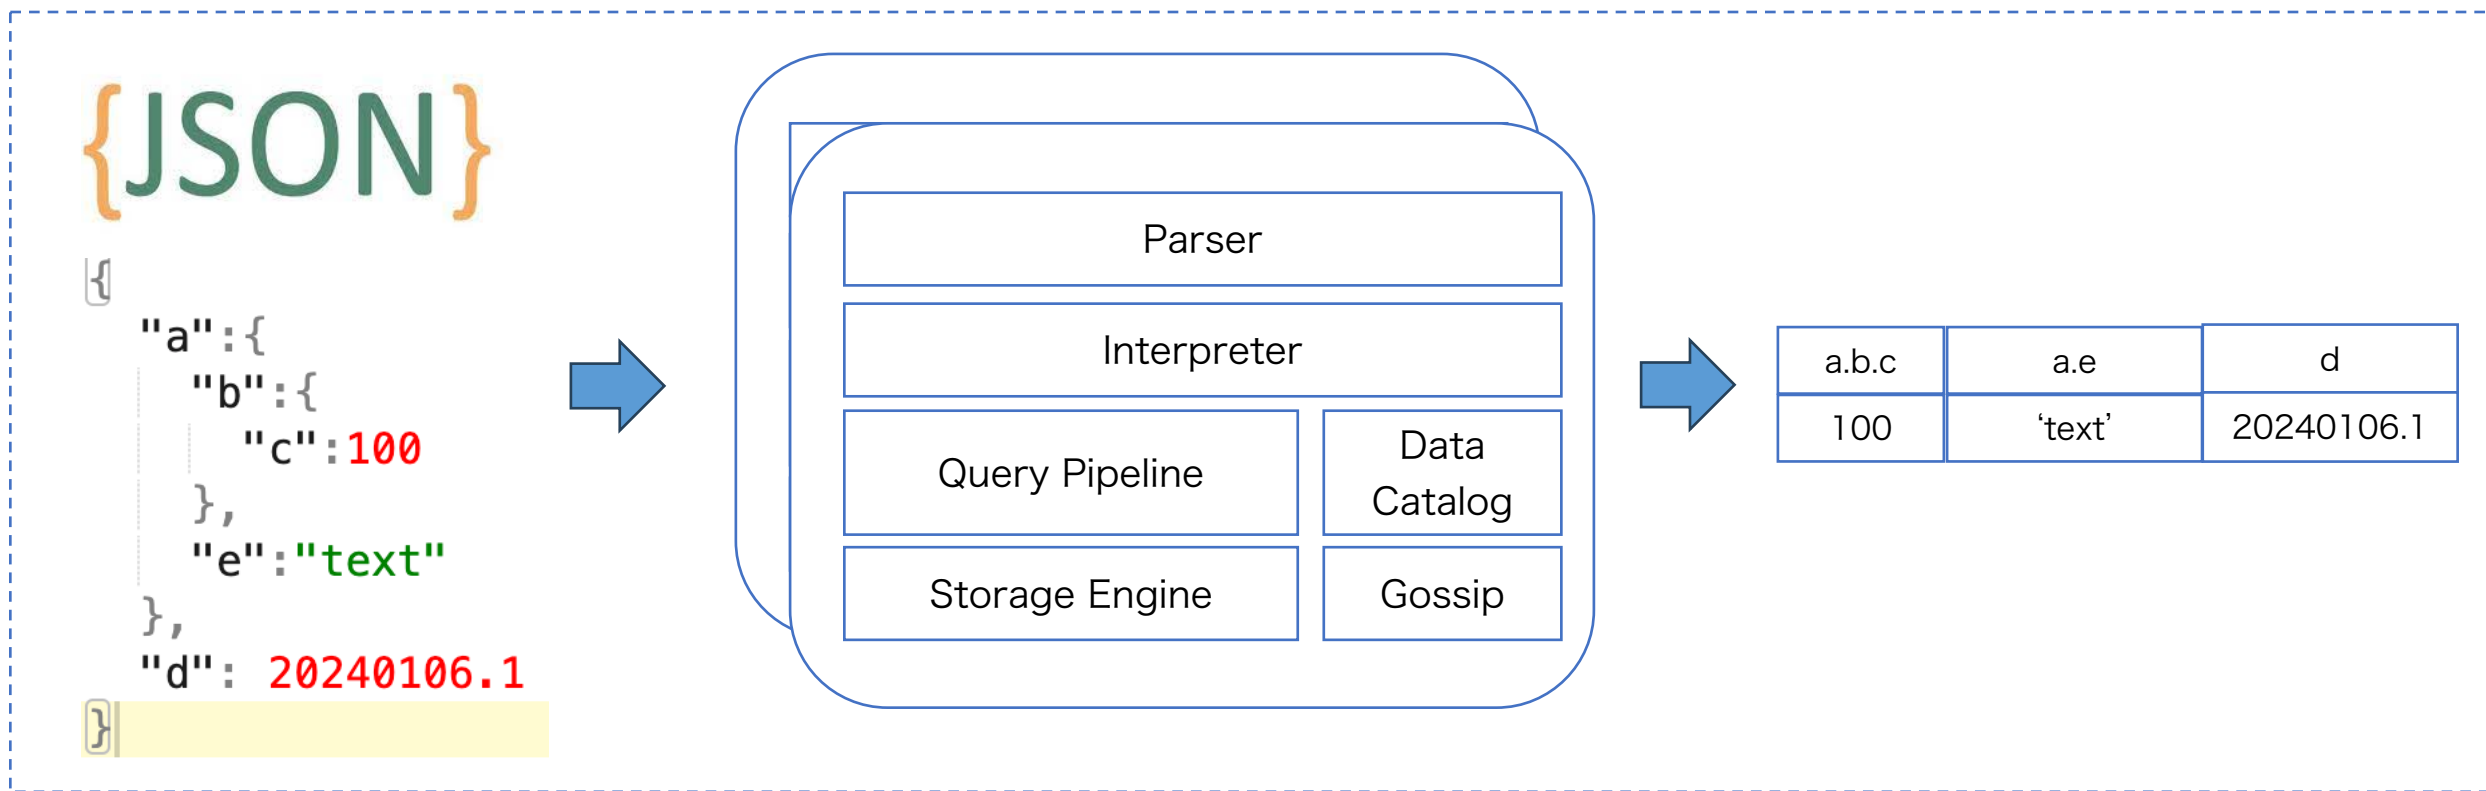 {JSON}
{
"a":{
"b":{
"c":100
},
"e":"text"
},
"d": 20240106.1
}
Parser
Interpreter
Query Pipeline
Data
Catalog
Storage Engine
Gossip
a.b.c a.e d
100 ‘text’ 20240106.1